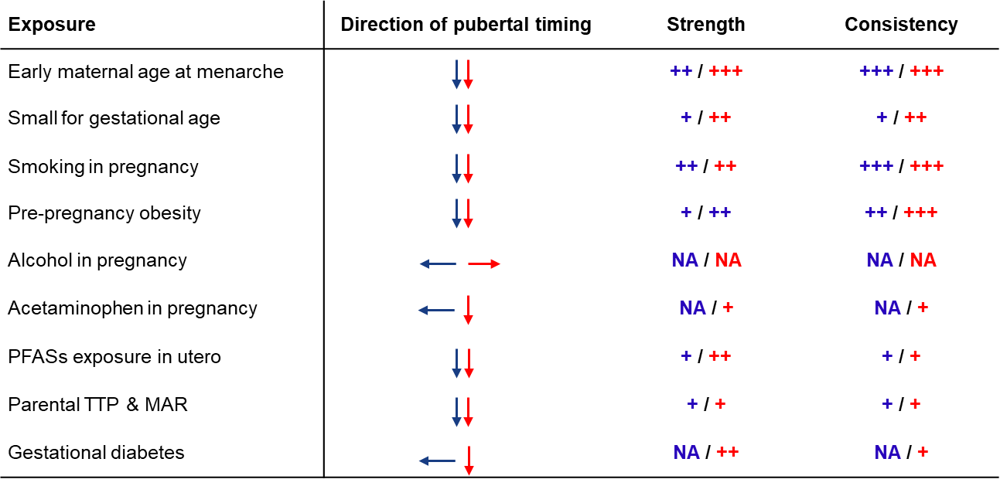 Exposure Direction of pubertal timing Strength Consistency
Early maternal age at menarche ++ / +++ +++ / +++
Small for gestational age + / ++ + / ++
Smoking in pregnancy ++ / ++ +++ / +++
Pre-pregnancy obesity + / ++ ++ / +++
Alcohol in pregnancy NA / NA NA / NA
Acetaminophen in pregnancy NA / + NA / +
PFASs exposure in utero + / ++ + / +
Parental TTP & MAR + / + + / +
Gestational diabetes NA / ++ NA / +